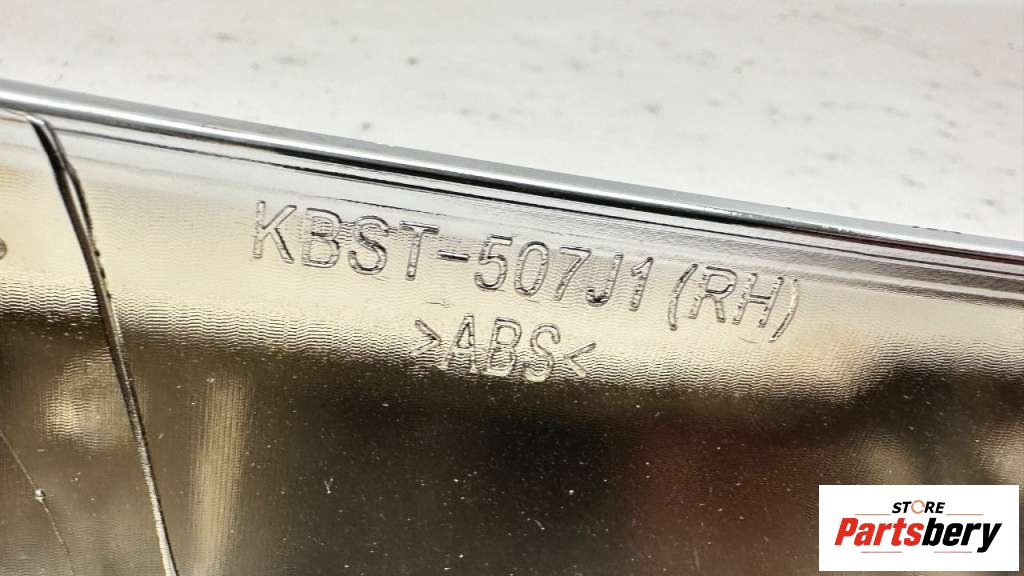 KBST-507J1(RH)
>ABS<
STORE
Partsbery